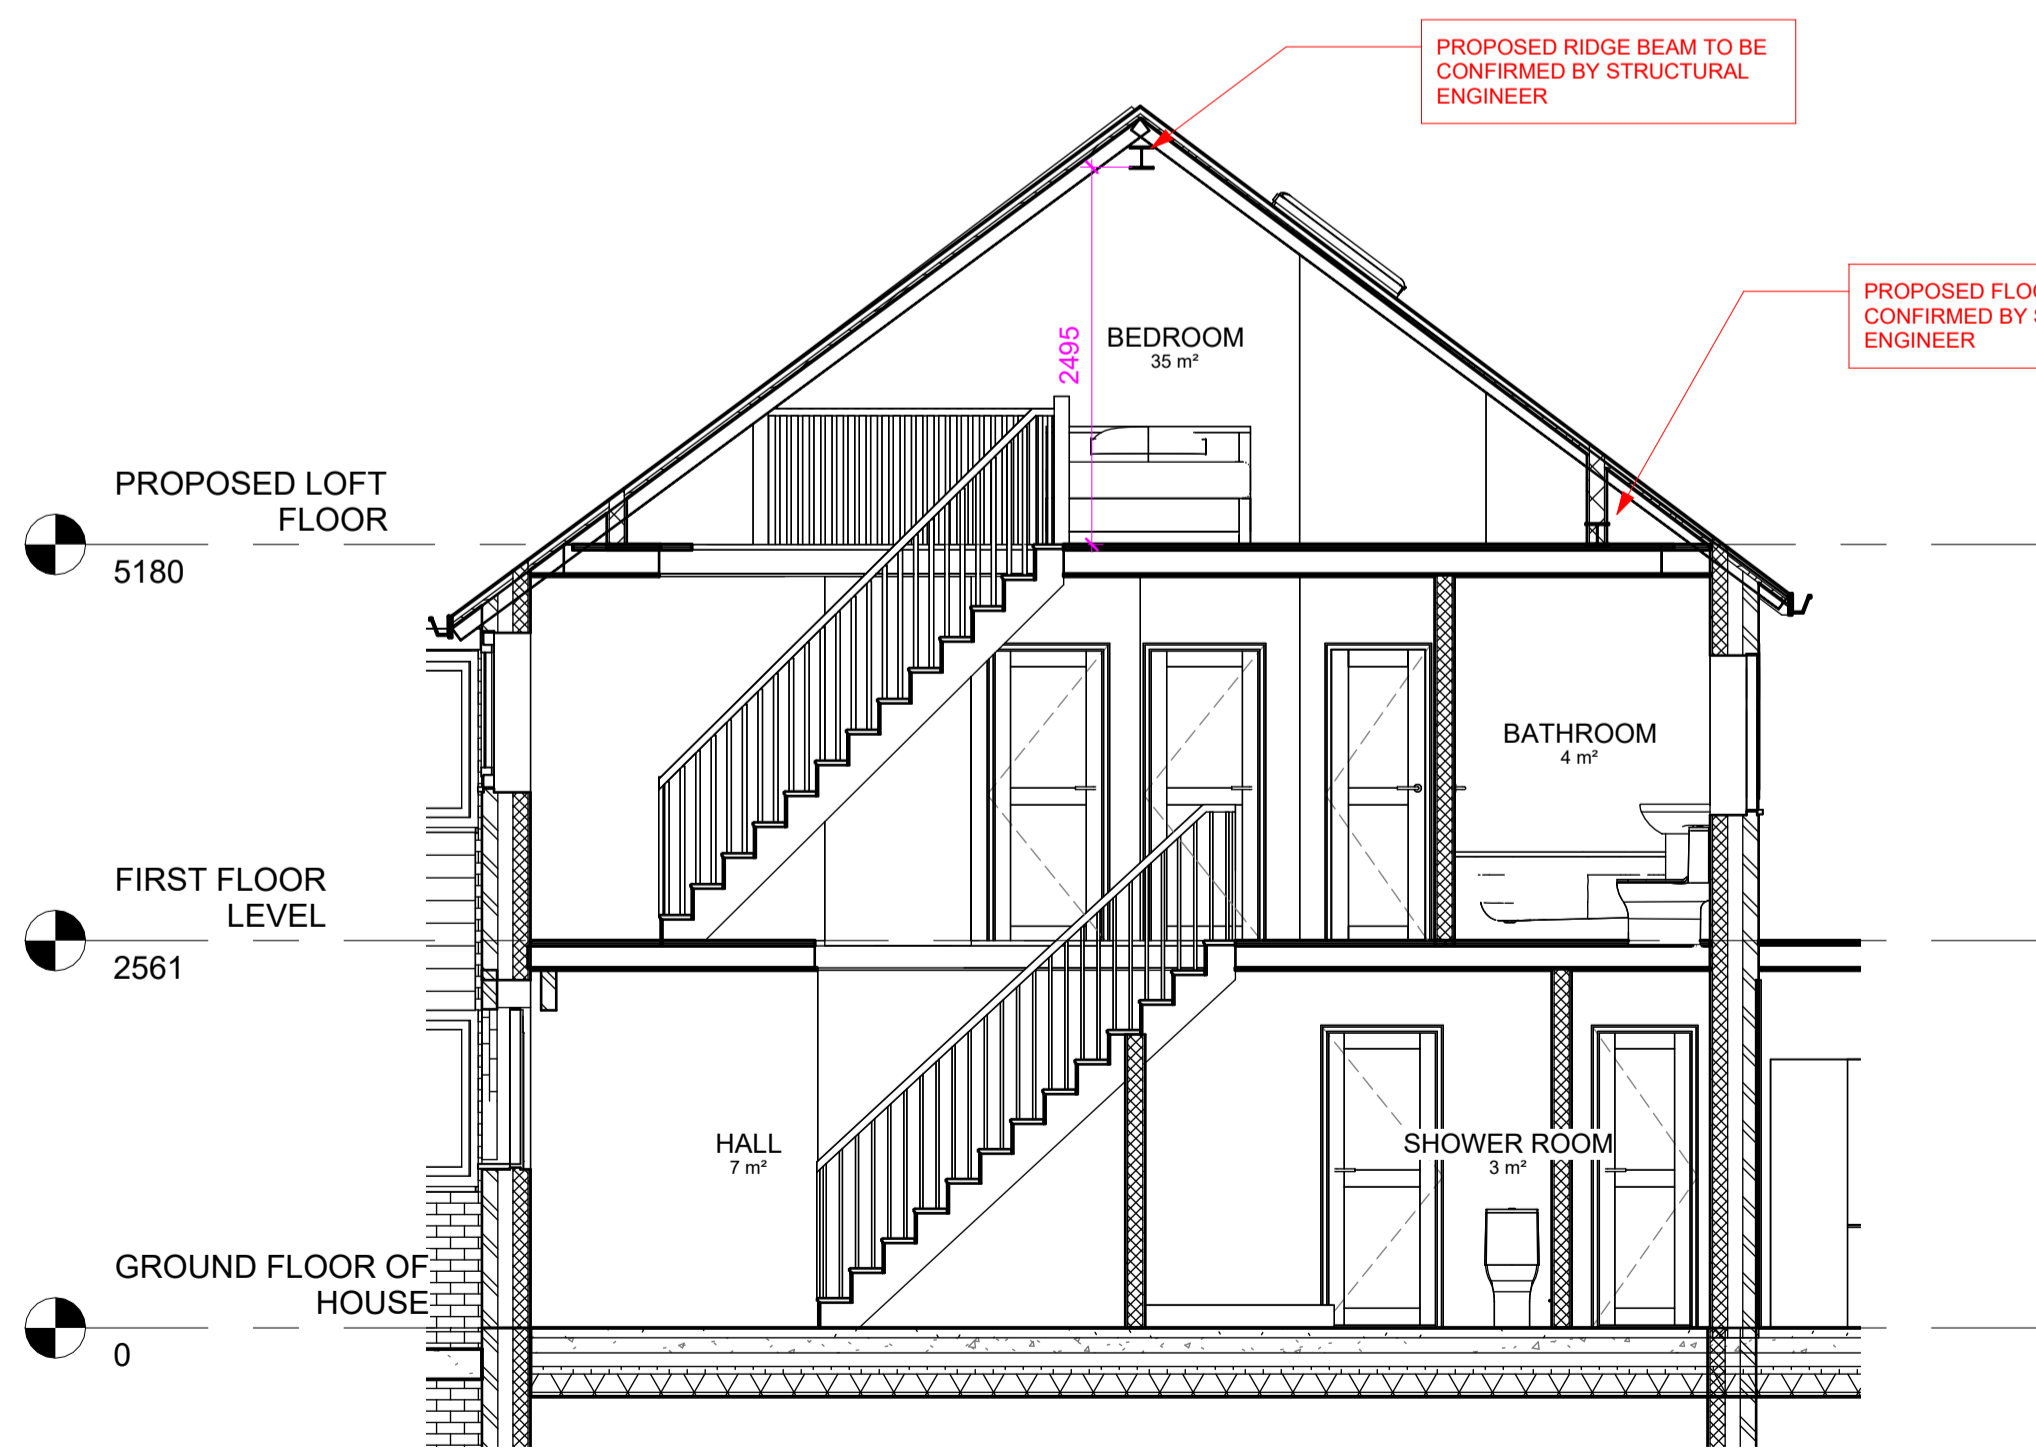 PROPOSED RIDGE BEAM TO BE
CONFIRMED BY STRUCTURAL
ENGINEER
PROPOSED
CONFIRMED BY
ENGINEER
2495
BEDROOM
35 m²
PROPOSED LOFT
FLOOR
5180
BATHROOM
4 m²
FIRST FLOOR
LEVEL
2561
HALL
7 m²
SHOWER ROOM
3 m²
GROUND FLOOR OF
HOUSE
0